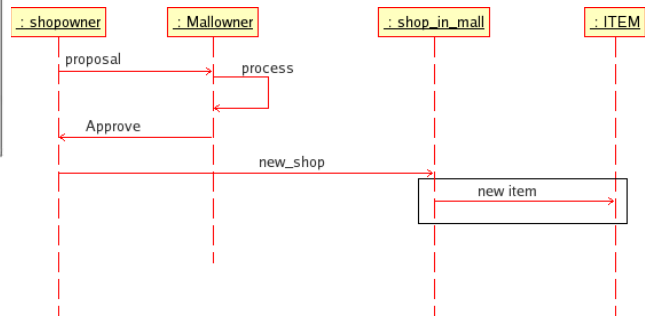 : shopowner
: Mallowner
: shop_in_mall
: ITEM
proposal
process
Approve
new_shop
new item